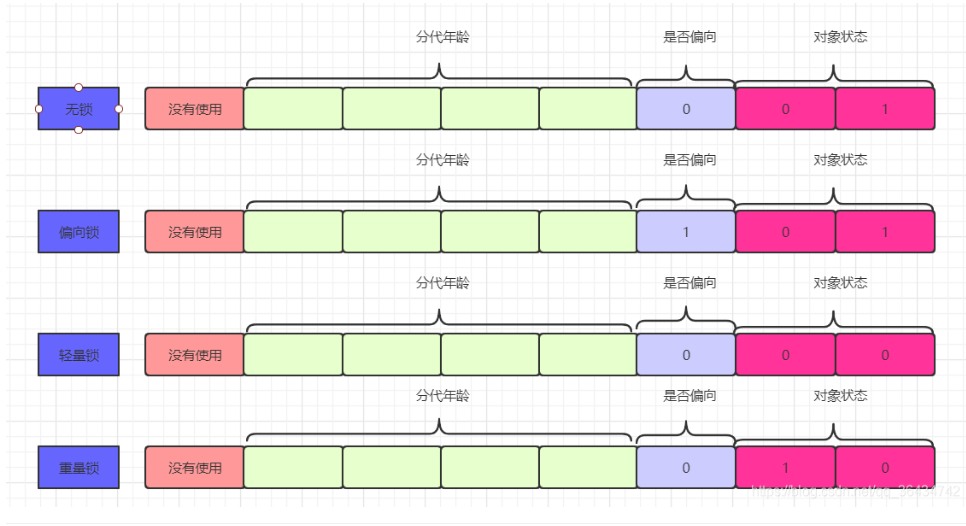 分代年龄 是否偏向 对象状态
无锁 没有使用 0 0 1
分代年龄 是否偏向 对象状态
偏向锁 没有使用 1 0 1
分代年龄 是否偏向 对象状态
轻量锁 没有使用 0 0 0
分代年龄 是否偏向 对象状态
重量锁 没有使用 0 1 0
https://blog.csdn.net/qq_36434742